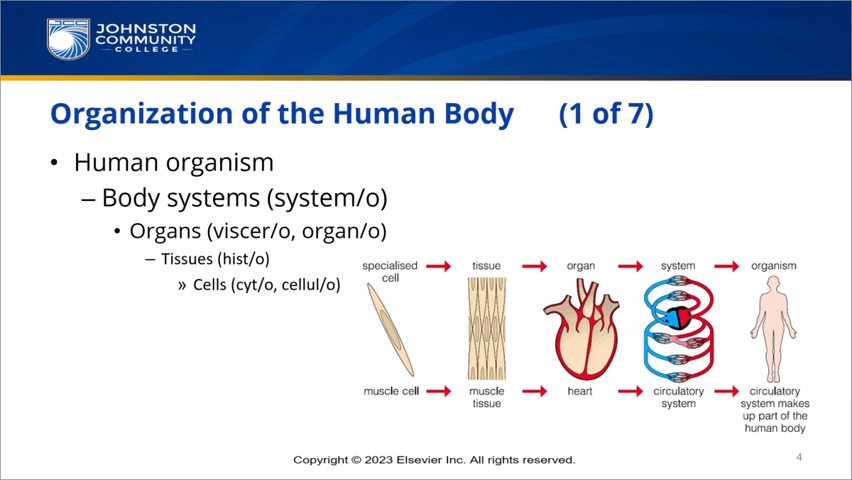 JOHNSTON
COMMUNITY
COLLEGE
Organization of the Human Body (1 of 7)
• Human organism
– Body systems (system/o)
• Organs (viscer/o, organ/o)
– Tissues (hist/o)
» Cells (cyt/o, cellul/o)
specialised
cell
tissue
organ
system
organism
muscle cell
muscle
tissue
heart
circulatory
system
circulatory
system makes
up part of the
human body
Copyright © 2023 Elsevier Inc. All rights reserved.
4